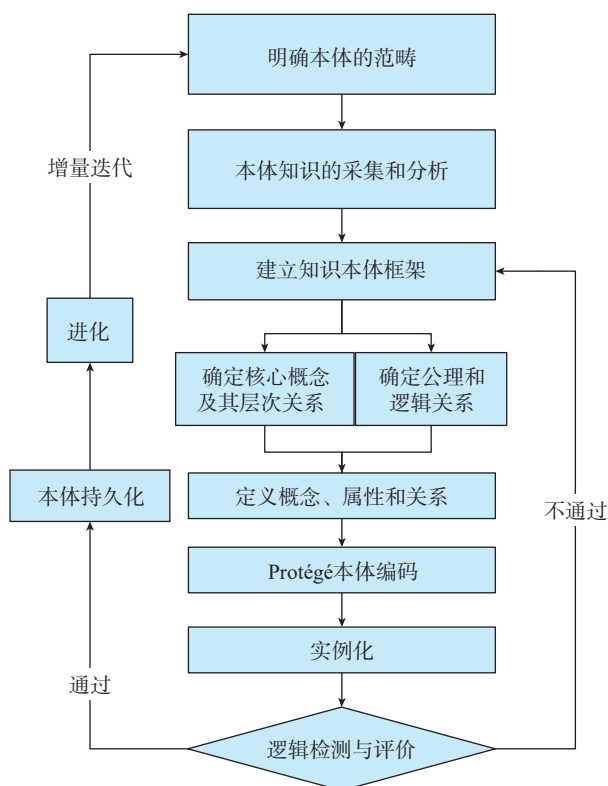 明确本体的范畴
增量迭代
本体知识的采集和分析
建立知识本体框架
进化
确定核心概念
及其层次关系
确定公理和
逻辑关系
本体持久化
定义概念、属性和关系
不通过
Protégé本体编码
实例化
通过
逻辑检测与评价